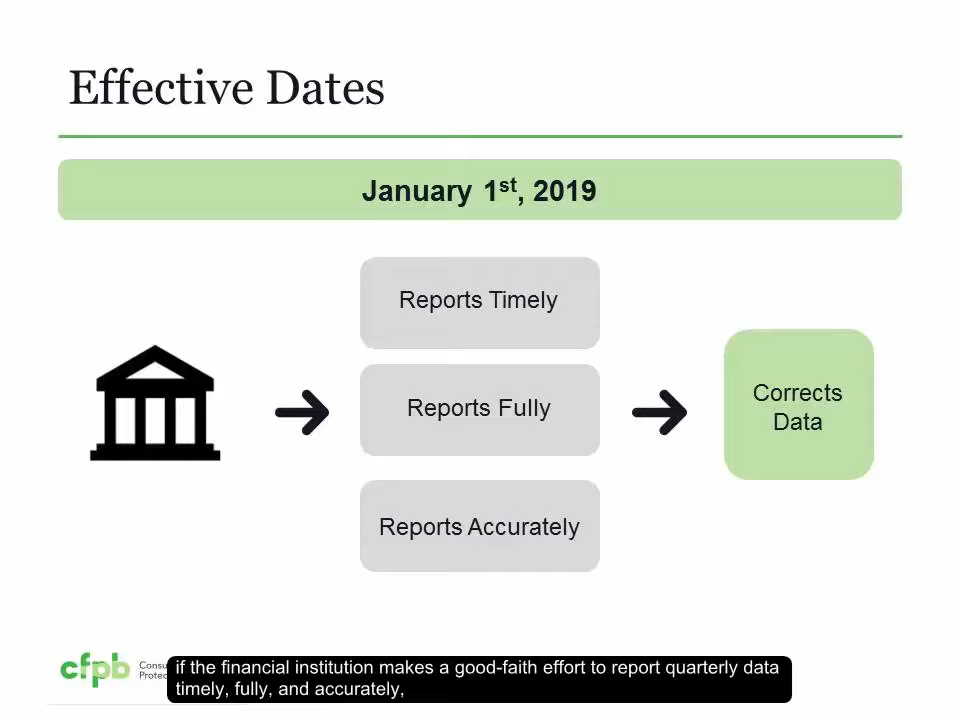 Effective Dates
January 1st, 2019
Reports Timely
Reports Fully
Reports Accurately
Corrects
Data
cfpb
if the financial institution makes a good-faith effort to report quarterly data
timely, fully, and accurately,